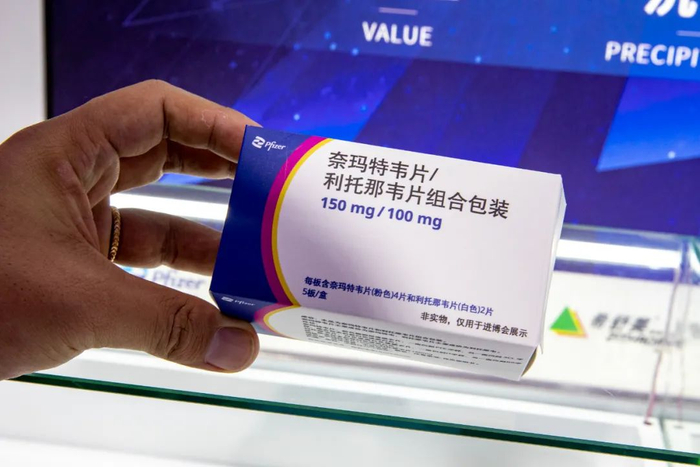 VALUE
PRECIPI
Pfizer
奈玛特韦片/
利托那韦片组合包装
150 mg / 100 mg
每板含奈玛特韦片(粉色)4片和利托那韦片(白色)2片
5板/盒
非实物，仅用于进博会展示
Pfizer
Pfizer